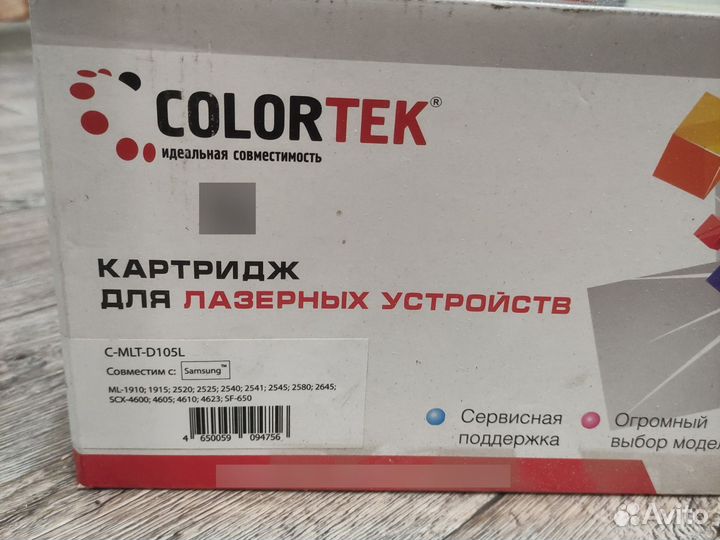 COLORTEK®
идеальная совместимость
КАРТРИДЖ
ДЛЯ ЛАЗЕРНЫХ УСТРОЙСТВ
C-MLT-D105L
Совместим с: Samsung™
ML-1910; 1915; 2520; 2525; 2540; 2541; 2545; 2580; 2645;
SCX-4600; 4605; 4610; 4623; SF-650
4 650059 094756
Сервисная
поддержка
Огромный
выбор
Avito